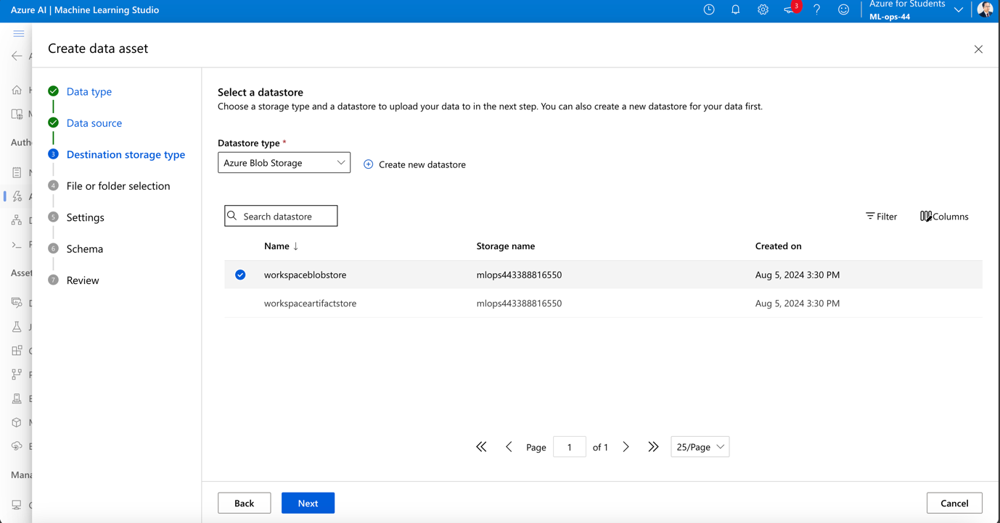 Azure AI | Machine Learning Studio
3
Azure for Students
ML-ops-44
Create data asset
Auth
Asset
Mana
Data type
Data source
3 Destination storage type
4 File or folder selection
5 Settings
6 Schema
7 Review
Select a datastore
Choose a storage type and a datastore to upload your data to in the next step. You can also create a new datastore for your data first.
Datastore type *
Azure Blob Storage
Create new datastore
Search datastore
Filter
Columns
Name ↓ Storage name Created on
workspaceblobstore mlops443388816550 Aug 5, 2024 3:30 PM
workspaceartifactstore mlops443388816550 Aug 5, 2024 3:30 PM
Page 1 of 1 25/Page
Back Next Cancel